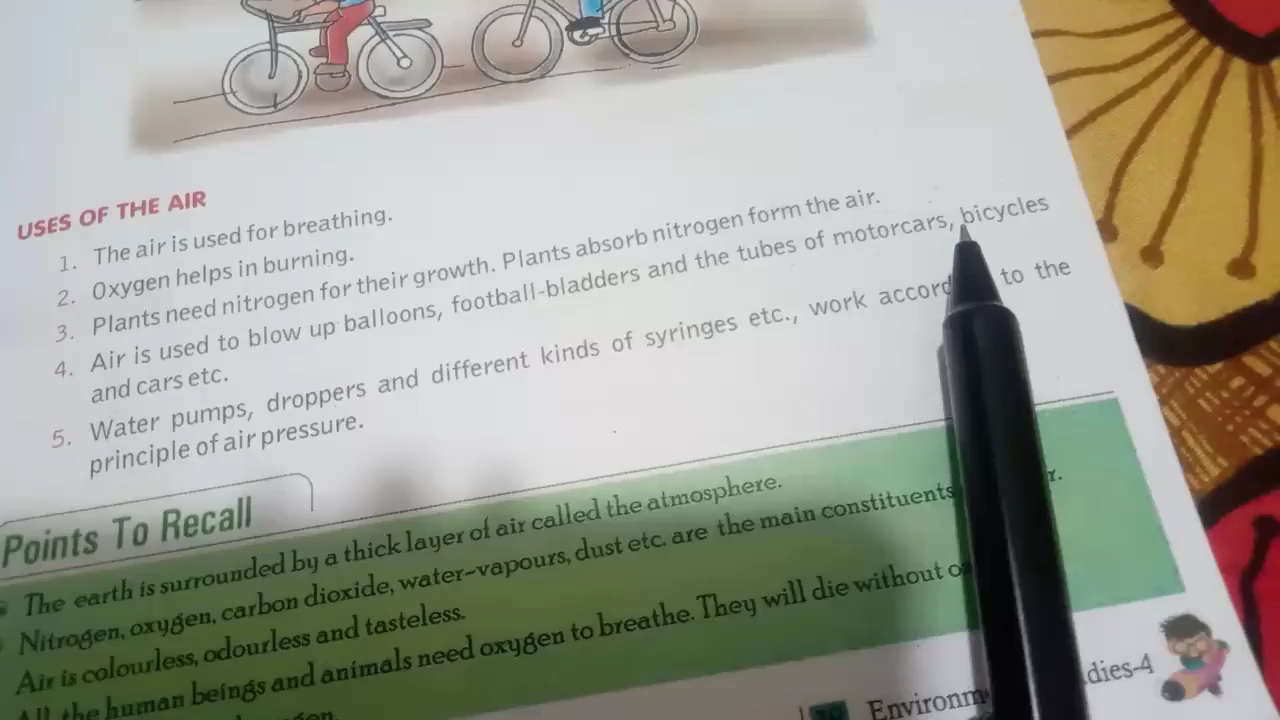 USES OF THE AIR
1. The air is used for breathing.
2. Oxygen helps in burning.
3. Plants need nitrogen for their growth. Plants absorb nitrogen form the air.
4. Air is used to blow up balloons, football-bladders and the tubes of motorcars, bicycles
and cars etc.
5. Water pumps, droppers and different kinds of syringes etc., work to the
principle of air pressure.
Points To Recall
The earth is surrounded by a thick layer of air called the atmosphere.
Nitrogen, oxygen, carbon dioxide, water-vapours, dust etc. are the main constituents
Air is colourless, odourless and tasteless.
All the human beings and animals need oxygen to breathe. They will die without